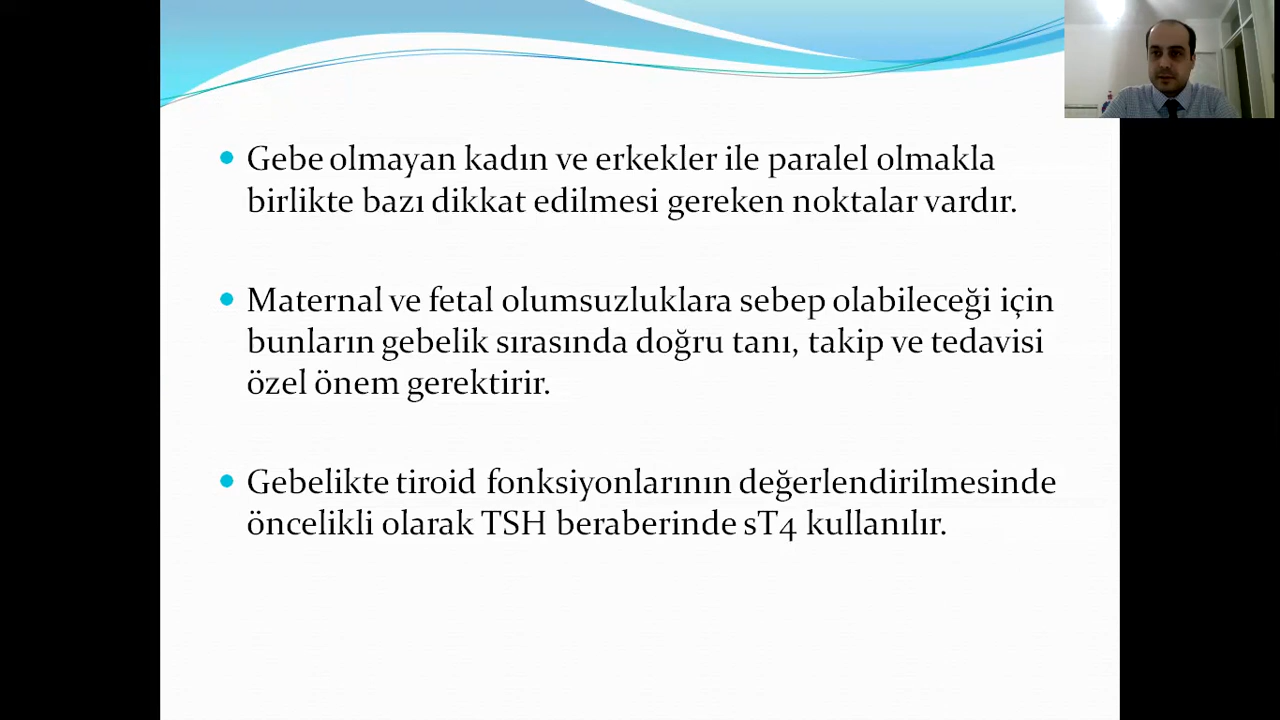 Gebe olmayan kadın ve erkekler ile paralel olmakla
birlikte bazı dikkat edilmesi gereken noktalar vardır.
Maternal ve fetal olumsuzluklara sebep olabileceği için
bunların gebelik sırasında doğru tanı, takip ve tedavisi
özel önem gerektirir.
Gebelikte tiroid fonksiyonlarının değerlendirilmesinde
öncelikli olarak TSH beraberinde sT4 kullanılır.